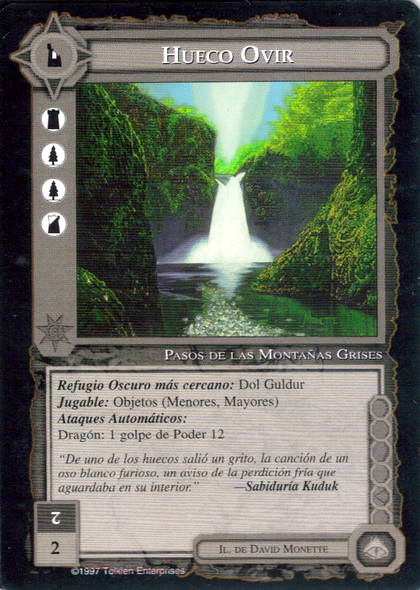 Hueco Ovir
Pasos de las Montañas Grises
Refugio Oscuro más cercano: Dol Guldur
Jugable: Objetos (Menores, Mayores)
Ataques Automáticos:
Dragón: 1 golpe de Poder 12
"De uno de los huecos salió un grito, la canción de un
oso blanco furioso, un aviso de la perdición fría que
aguardaba en su interior." —Sabiduría Kuduk
2
2
Il. de David Monette
©1997 Tolkien Enterprises